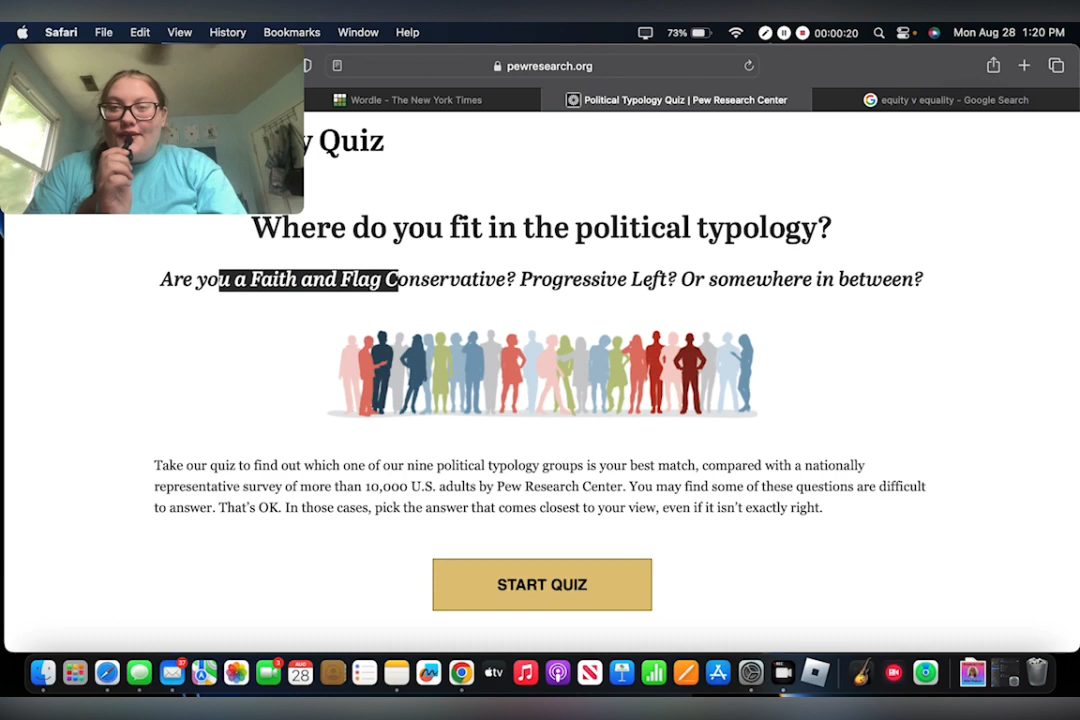 Safari File Edit View History Bookmarks Window Help 73% 00:00:20 Mon Aug 28 1:20 PM
pewresearch.org
Wordle - The New York Times Political Typology Quiz | Pew Research Center equity v equality - Google Search
y Quiz
Where do you fit in the political typology?
Are you a Faith and Flag Conservative? Progressive Left? Or somewhere in between?
Take our quiz to find out which one of our nine political typology groups is your best match, compared with a nationally
representative survey of more than 10,000 U.S. adults by Pew Research Center. You may find some of these questions are difficult
to answer. That's OK. In those cases, pick the answer that comes closest to your view, even if it isn't exactly right.
START QUIZ
37 3 AUG 28 tv